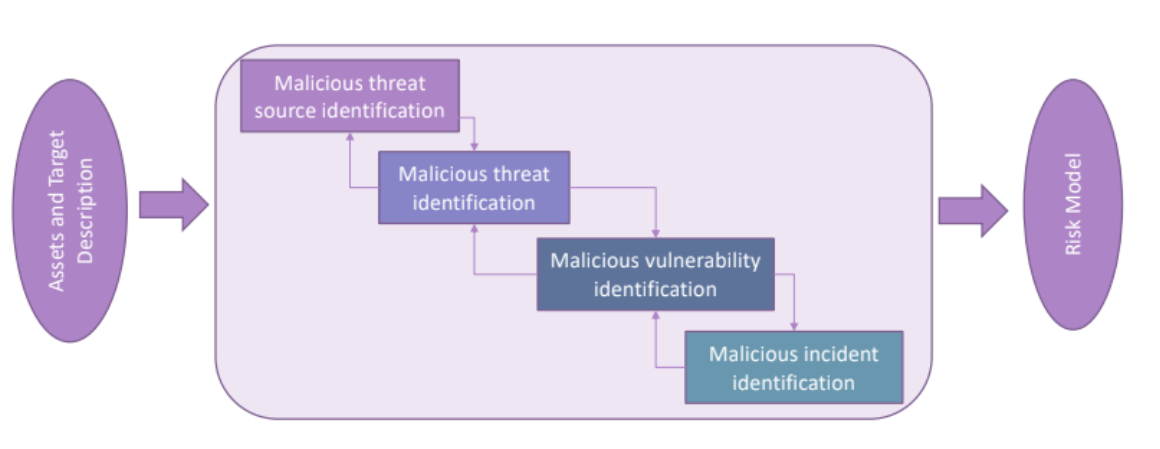 Assets and Target
Description
Malicious threat
source identification
Malicious threat
identification
Malicious vulnerability
identification
Malicious incident
identification
Risk Model